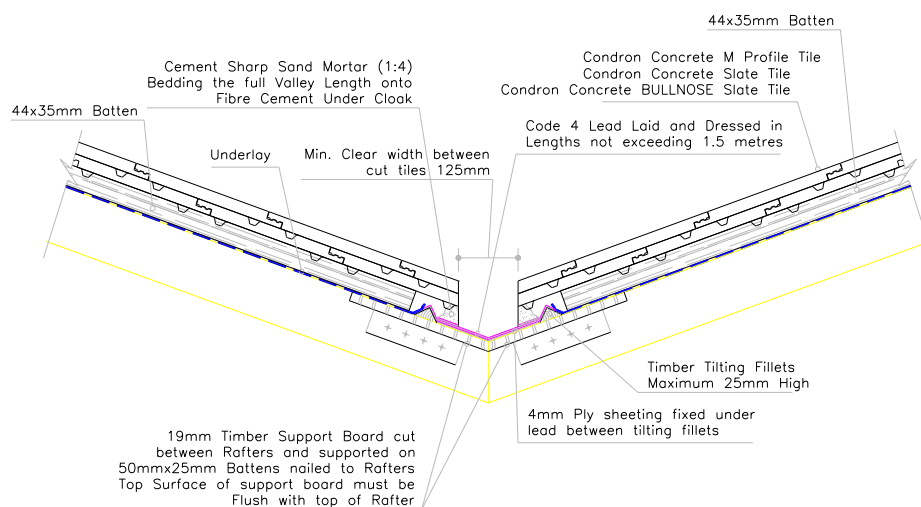 44x35mm Batten
Cement Sharp Sand Mortar (1:4)
Bedding the full Valley Length onto
Fibre Cement Under Cloak
Condron Concrete M Profile Tile
Condron Concrete Slate Tile
Condron Concrete BULLNOSE Slate Tile
44x35mm Batten
Code 4 Lead Laid and Dressed in
Lengths not exceeding 1.5 metres
Underlay
Min. Clear width between
cut tiles 125mm
Timber Tilting Fillets
Maximum 25mm High
4mm Ply sheeting fixed under
lead between tilting fillets
19mm Timber Support Board cut
between Rafters and supported on
50mmx25mm Battens nailed to Rafters
Top Surface of support board must be
Flush with top of Rafter